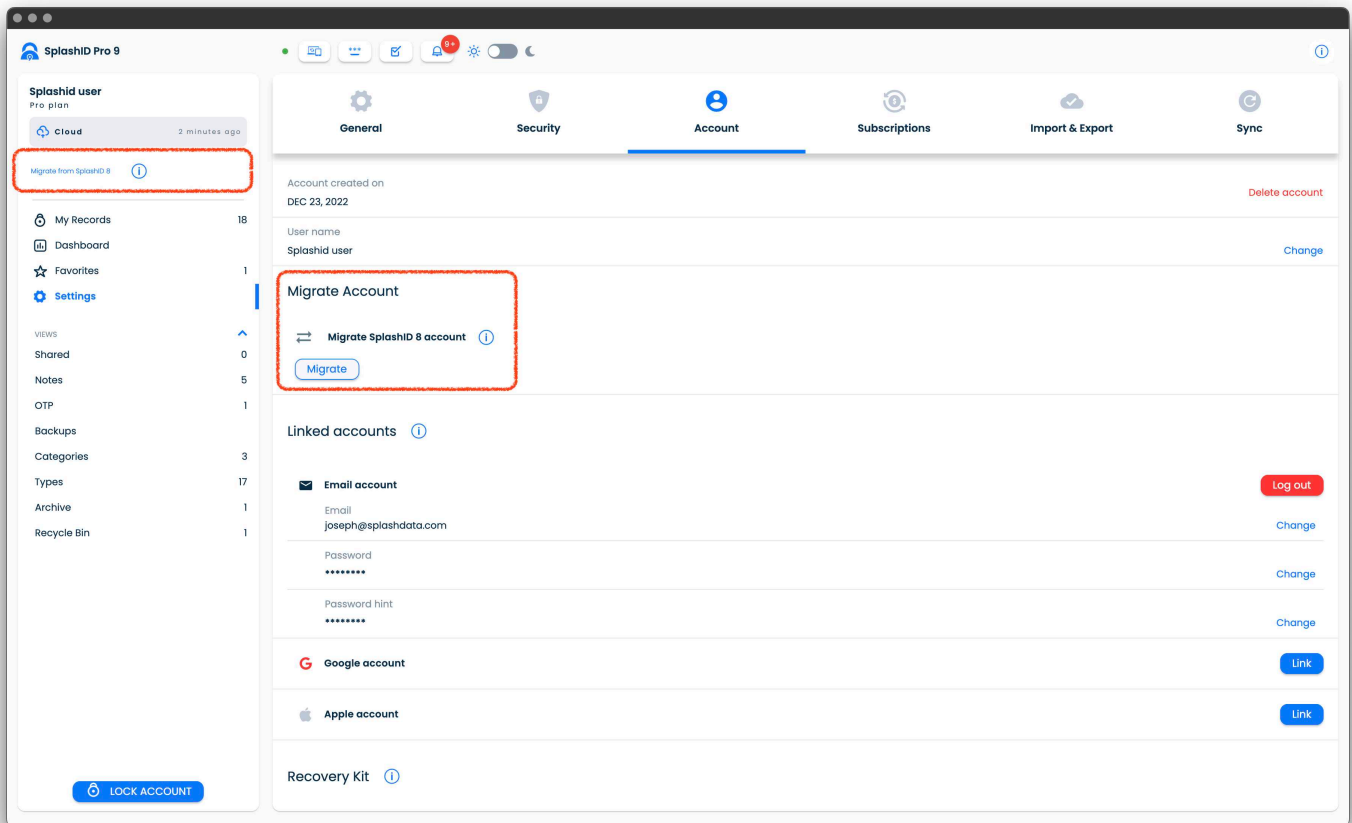 SplashID Pro 9
9+
Splashid user
Pro plan
Cloud 2 minutes ago
Migrate from SplashID 8
My Records 18
Dashboard
Favorites 1
Settings
VIEWS
Shared 0
Notes 5
OTP 1
Backups
Categories 3
Types 17
Archive 1
Recycle Bin 1
LOCK ACCOUNT
General Security Account Subscriptions Import & Export Sync
Account created on
DEC 23, 2022 Delete account
User name
Splashid user Change
Migrate Account
Migrate SplashID 8 account
Migrate
Linked accounts
Email account Log out
Email
joseph@splashdata.com Change
Password
******** Change
Password hint
******** Change
Google account Link
Apple account Link
Recovery Kit